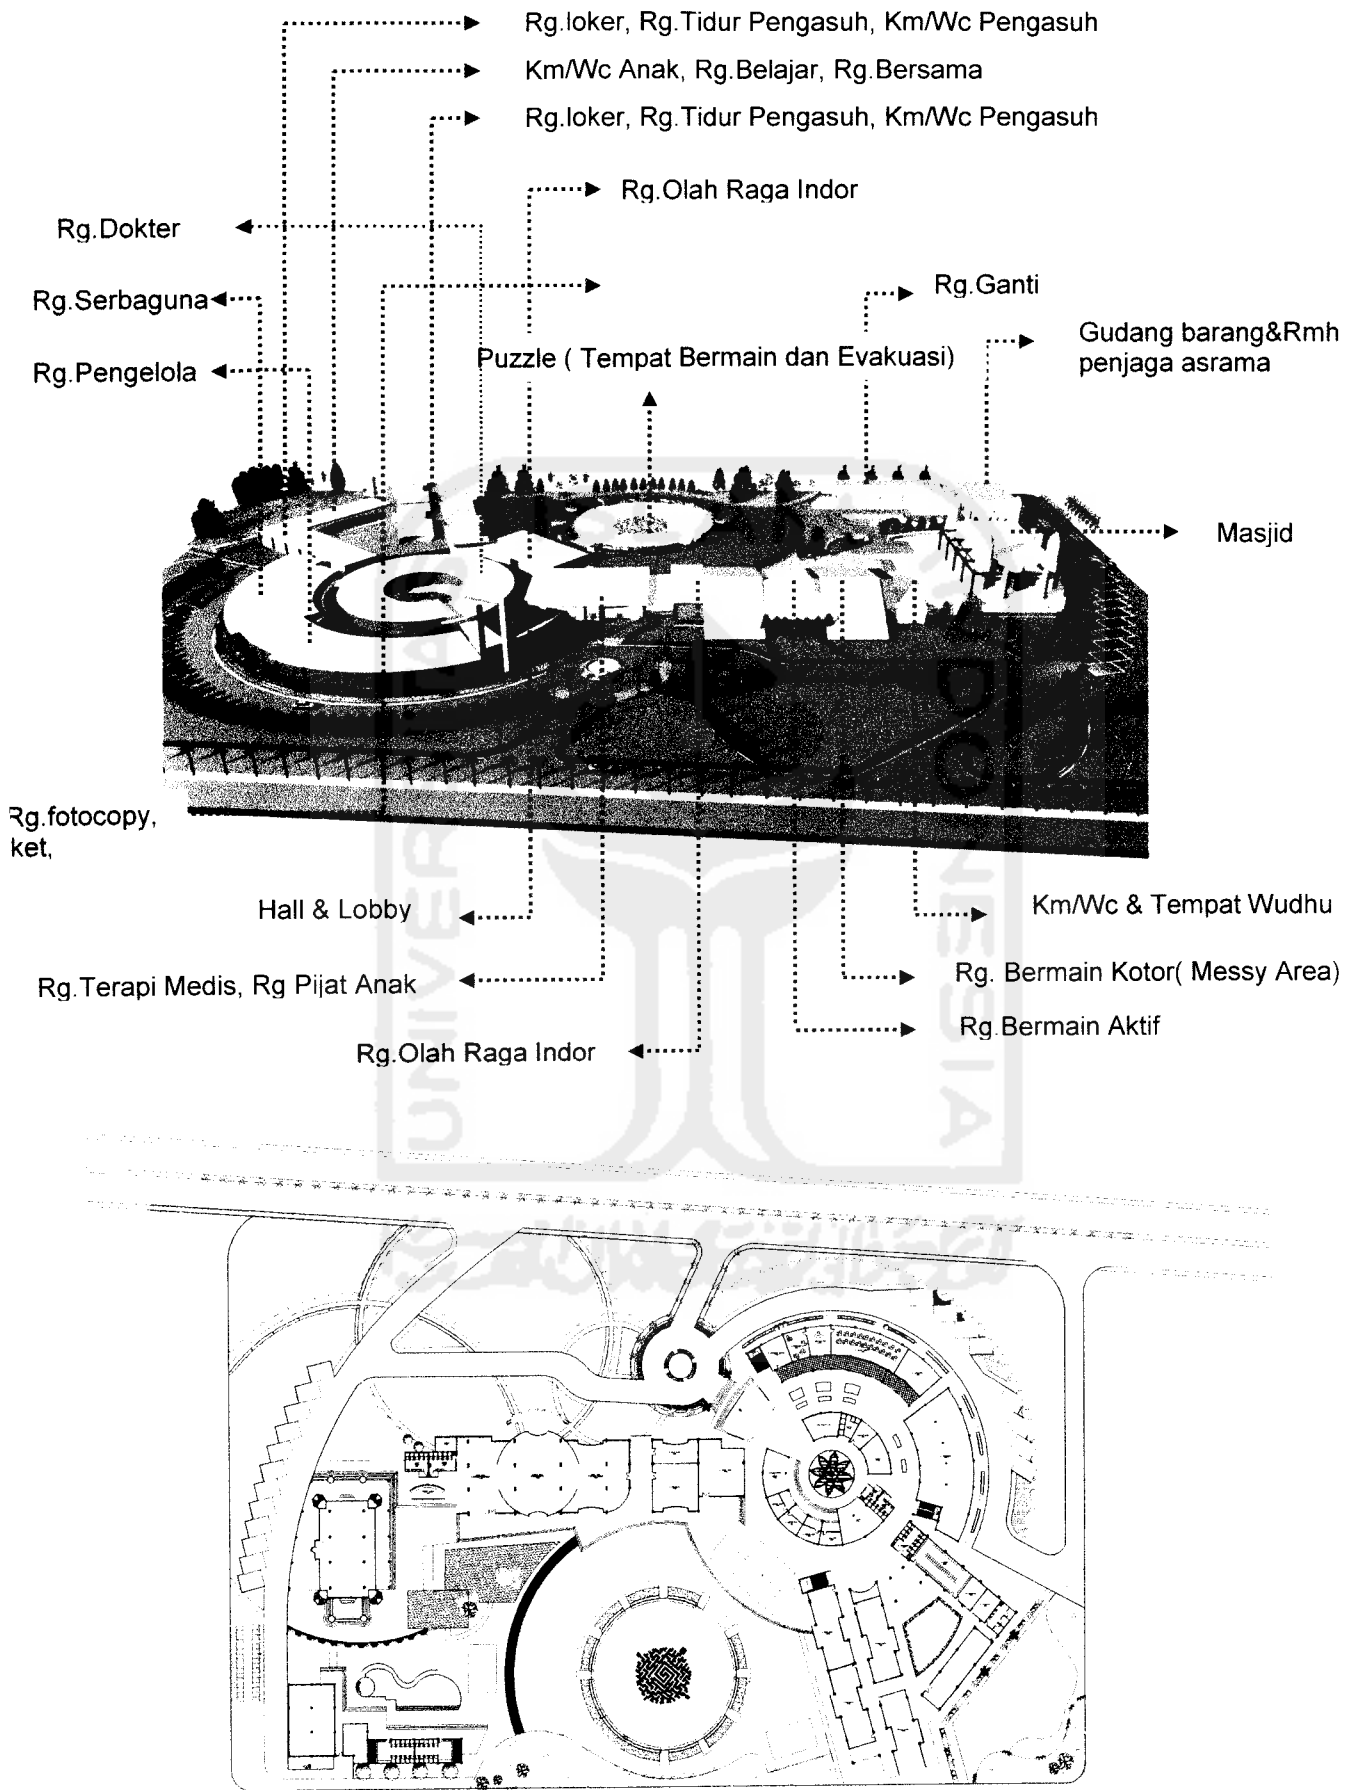 Rg.loker, Rg.Tidur Pengasuh, Km/Wc Pengasuh
Km/Wc Anak, Rg.Belajar, Rg.Bersama
Rg.loker, Rg.Tidur Pengasuh, Km/Wc Pengasuh
Rg.Olah Raga Indor
Rg.Dokter
Rg.Serbaguna
Rg.Ganti
Gudang barang&Rmh
penjaga asrama
Puzzle ( Tempat Bermain dan Evakuasi)
Rg.Pengelola
Masjid
Rg.fotocopy,
ket,
Hall & Lobby
Km/Wc & Tempat Wudhu
Rg.Terapi Medis, Rg Pijat Anak
Rg. Bermain Kotor( Messy Area)
Rg.Bermain Aktif
Rg.Olah Raga Indor
UNIVERSITAS
ISLAM
INDONESIA